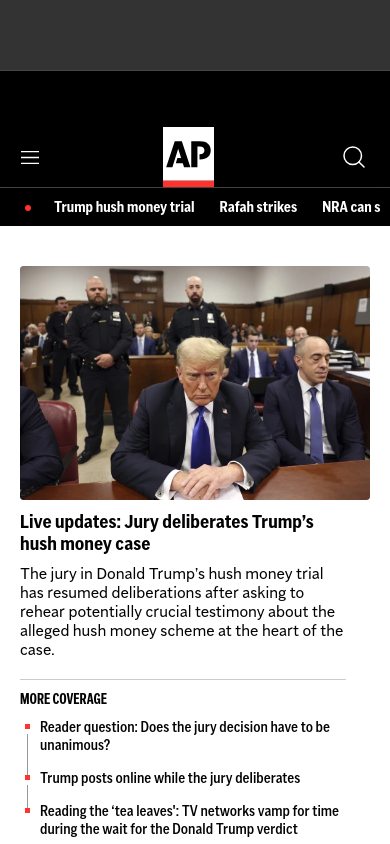 AP
Trump hush money trial
Rafah strikes
NRA can s
Live updates: Jury deliberates Trump’s
hush money case
The jury in Donald Trump’s hush money trial
has resumed deliberations after asking to
rehear potentially crucial testimony about the
alleged hush money scheme at the heart of the
case.
MORE COVERAGE
Reader question: Does the jury decision have to be
unanimous?
Trump posts online while the jury deliberates
Reading the ‘tea leaves’: TV networks vamp for time
during the wait for the Donald Trump verdict